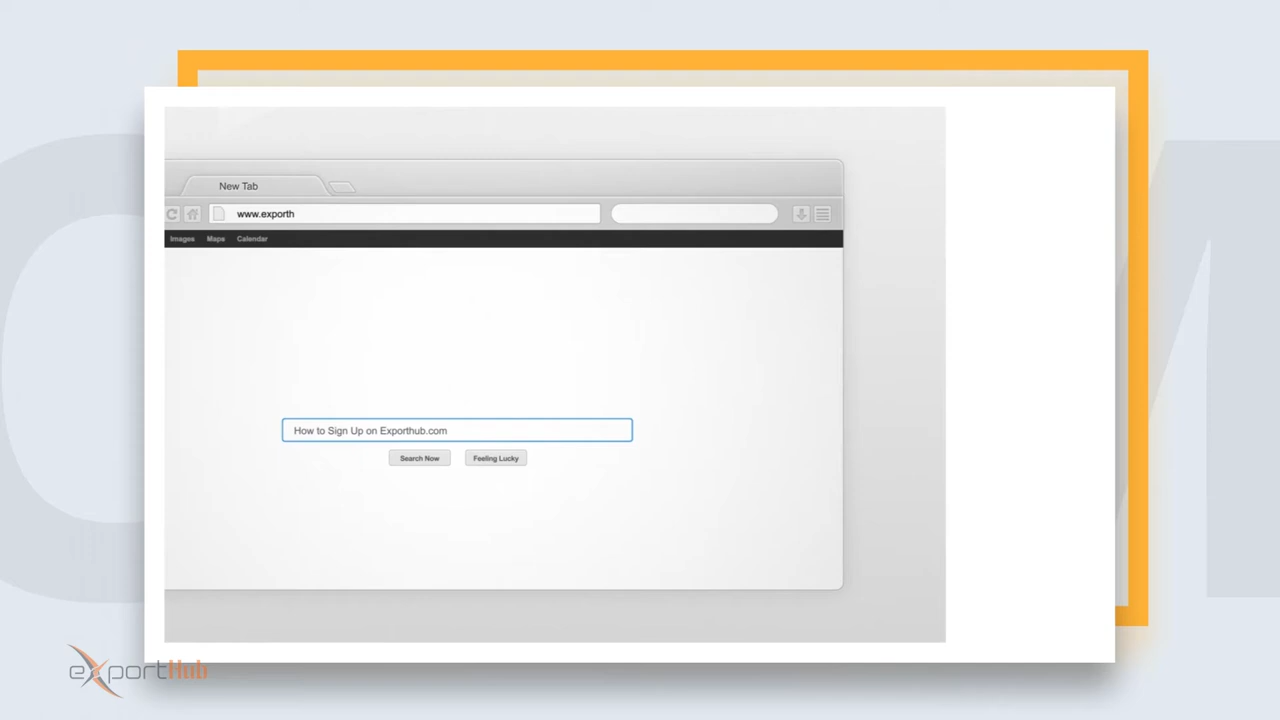 New Tab
www.exporth
Images Maps Calendar
How to Sign Up on Exporthub.com
Search Now Feeling Lucky
exportHub